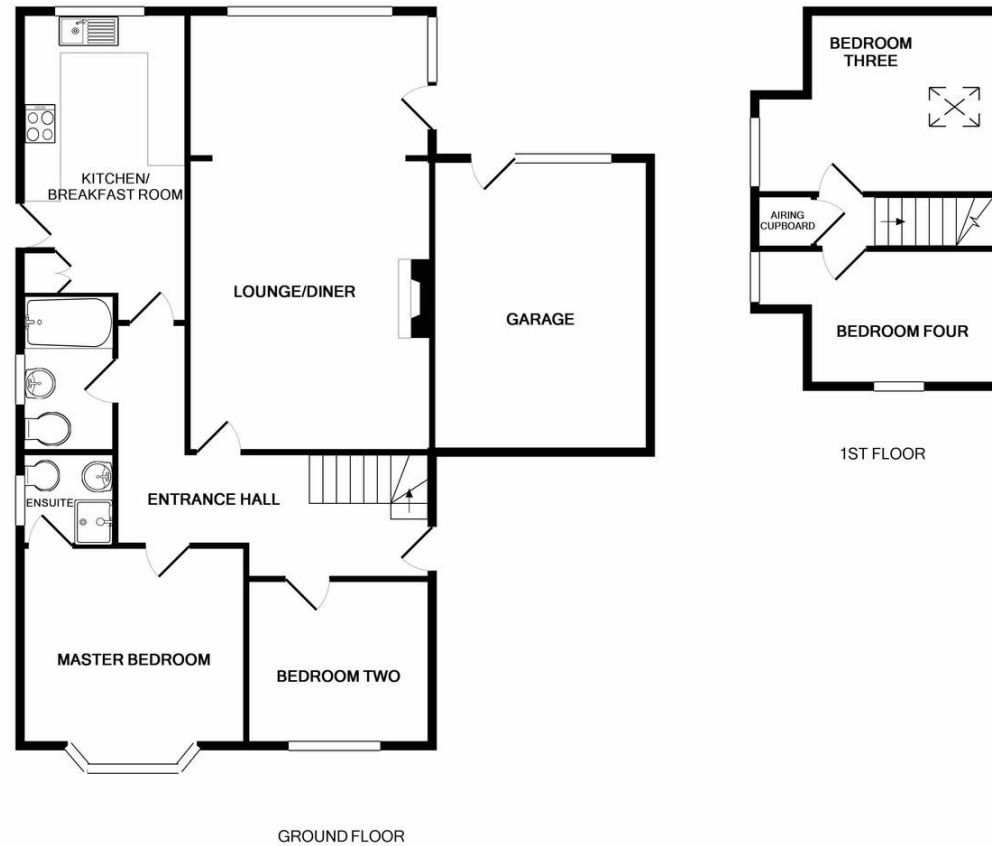 KITCHEN/
BREAKFAST ROOM
LOUNGE/DINER
GARAGE
ENSUITE
ENTRANCE HALL
MASTER BEDROOM
BEDROOM TWO
GROUND FLOOR
BEDROOM
THREE
AIRING
CUPBOARD
BEDROOM FOUR
1ST FLOOR